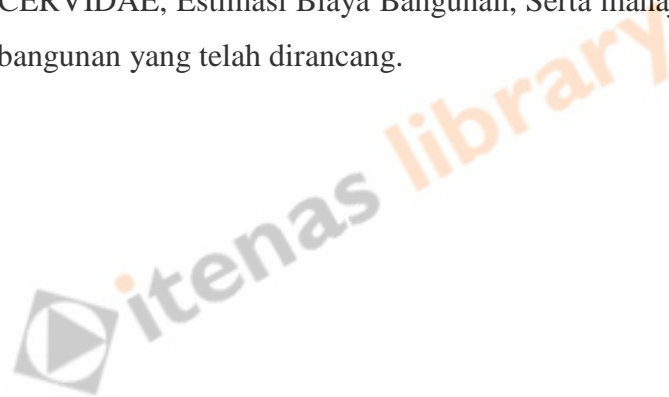 CERVIDAE, Estimasi Biaya Bangunan, Serta
bangunan yang telah dirancang.
itenas library